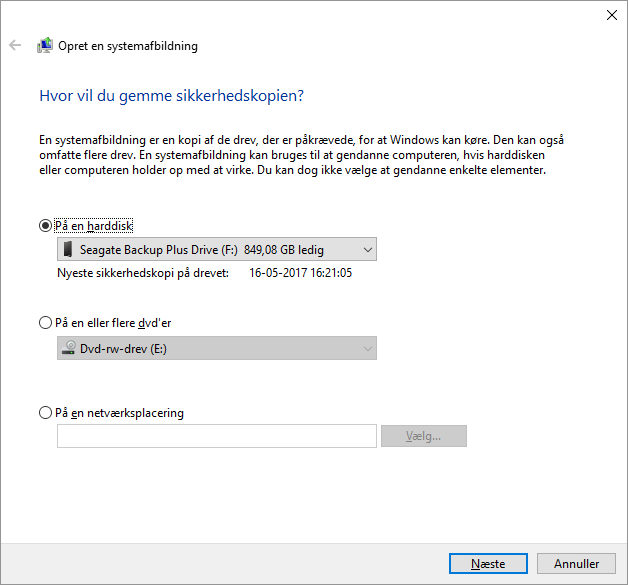 Opret en systemafbildning
Hvor vil du gemme sikkerhedskopien?
En systemafbildning er en kopi af de drev, der er påkrævede, for at Windows kan køre. Den kan også
omfatte flere drev. En systemafbildning kan bruges til at gendanne computeren, hvis harddisken
eller computeren holder op med at virke. Du kan dog ikke vælge at gendanne enkelte elementer.
På en harddisk
Seagate Backup Plus Drive (F:) 849,08 GB ledig
Nyeste sikkerhedskopi på drevet: 16-05-2017 16:21:05
På en eller flere dvd'er
Dvd-rw-drev (E:)
På en netværksplacering
Vælg...
Næste Annuller